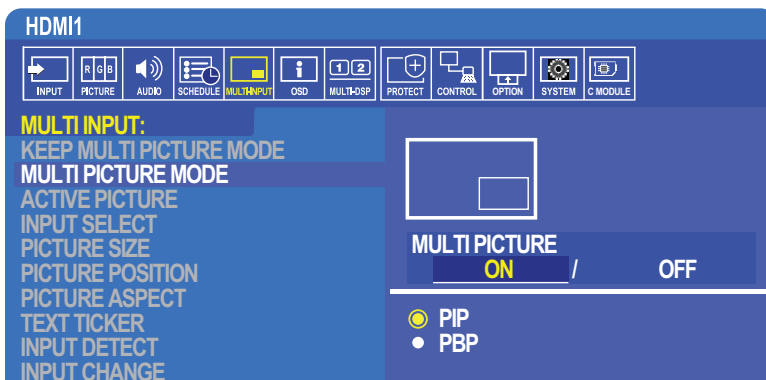 HDMI1
R G B
1 2
INPUT PICTURE AUDIO SCHEDULE MULTI-INPUT OSD MULTI-DSP PROTECT CONTROL OPTION SYSTEM C MODULE
MULTI INPUT:
KEEP MULTI PICTURE MODE
MULTI PICTURE MODE
ACTIVE PICTURE
INPUT SELECT
PICTURE SIZE
PICTURE POSITION
PICTURE ASPECT
TEXT TICKER
INPUT DETECT
INPUT CHANGE
MULTI PICTURE
ON / OFF
PIP
PBP